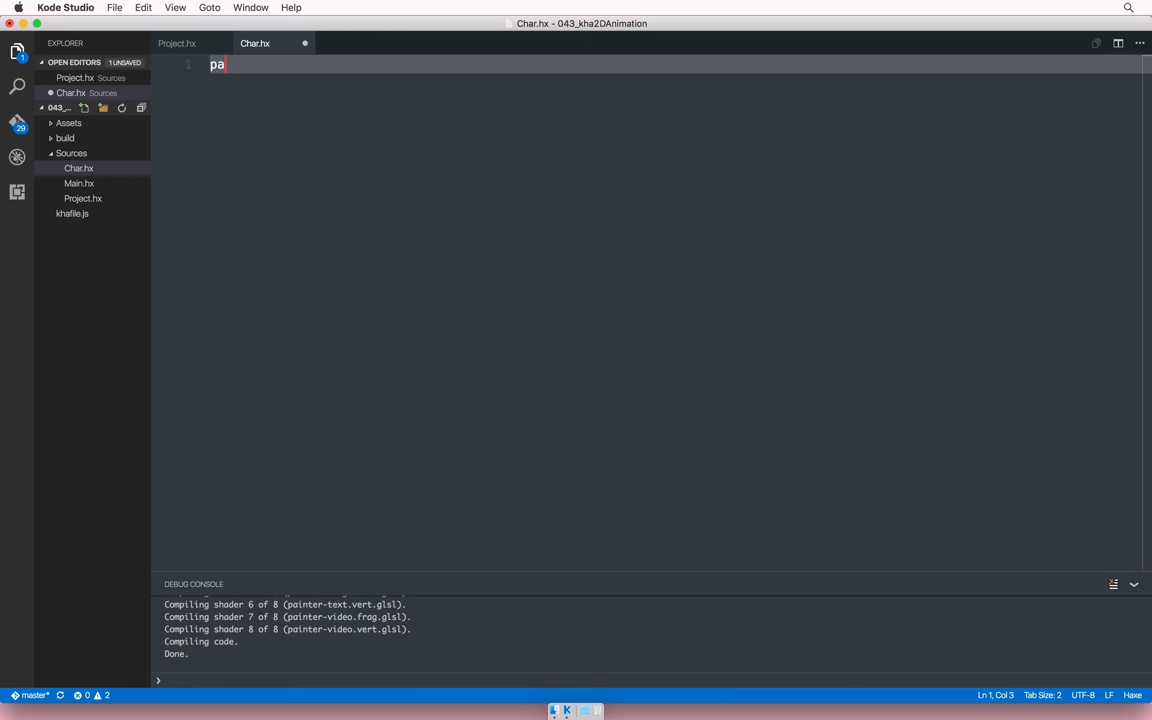 Kode Studio File Edit View Goto Window Help
Char.hx - 043_kha2DAnimation
EXPLORER
Project.hx Char.hx
OPEN EDITORS 1 UNSAVED
Project.hx Sources
Char.hx Sources
043_...
Assets
build
Sources
Char.hx
Main.hx
Project.hx
khafile.js
1
29
1 pa
DEBUG CONSOLE
Compiling shader 6 of 8 (painter-text.vert.glsl).
Compiling shader 7 of 8 (painter-video.frag.glsl).
Compiling shader 8 of 8 (painter-video.vert.glsl).
Compiling code.
Done.
master* 0 2 Ln 1, Col 3 Tab Size: 2 UTF-8 LF Haxe